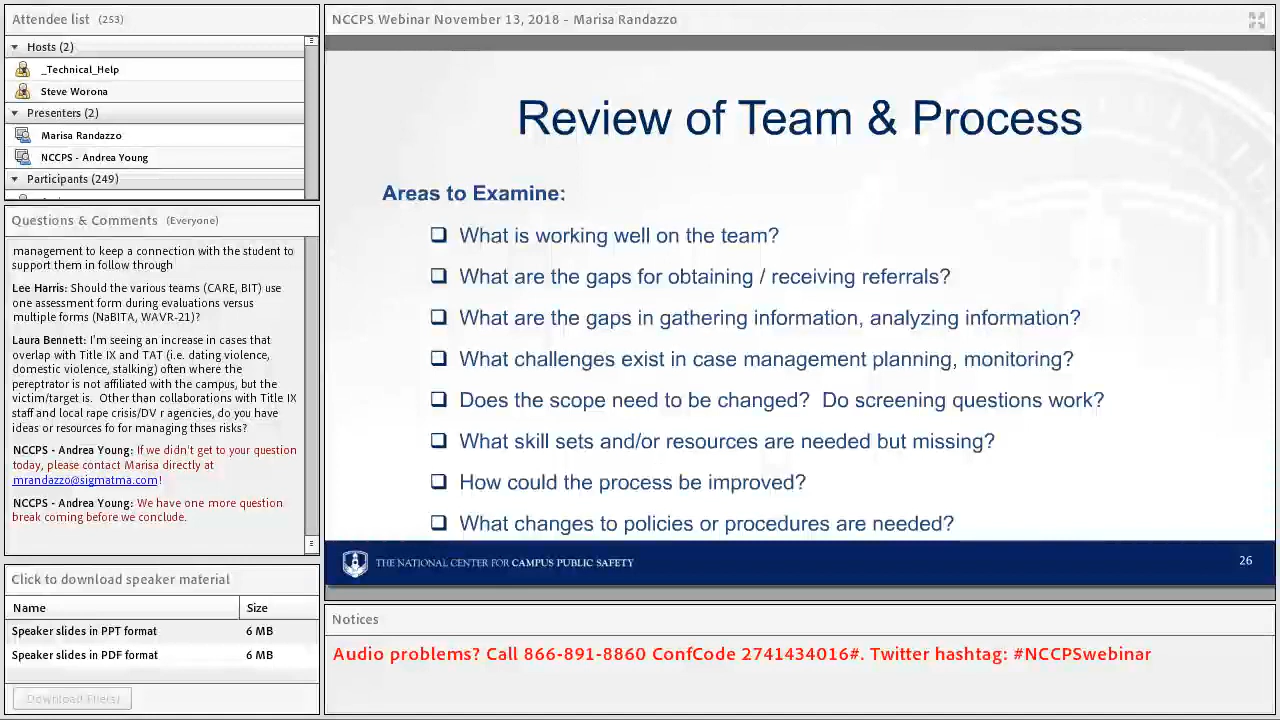 Attendee list (253)
Hosts (2)
_Technical_Help
Steve Worona
Presenters (2)
Marisa Randazzo
NCCPS - Andrea Young
Participants (249)
Questions & Comments (Everyone)
management to keep a connection with the student to
support them in follow through
Lee Harris: Should the various teams (CARE, BIT) use
one assessment form during evaluations versus
multiple forms (NaBITA, WAVR-21)?
Laura Bennett: I'm seeing an increase in cases that
overlap with Title IX and TAT (i.e. dating violence,
domestic violence, stalking) often where the
pereptrator is not affiliated with the campus, but the
victim/target is. Other than collaborations with Title IX
staff and local rape crisis/DV r agencies, do you have
ideas or resources fo for managing thses risks?
NCCPS - Andrea Young: If we didn't get to your question
today, please contact Marisa directly at
mrandazzo@sigmatma.com!
NCCPS - Andrea Young: We have one more question
break coming before we conclude.
Click to download speaker material
Name Size
Speaker slides in PPT format 6 MB
Speaker slides in PDF format 6 MB
Download File(s)
NCCPS Webinar November 13, 2018 - Marisa Randazzo
Review of Team & Process
Areas to Examine:
What is working well on the team?
What are the gaps for obtaining / receiving referrals?
What are the gaps in gathering information, analyzing information?
What challenges exist in case management planning, monitoring?
Does the scope need to be changed? Do screening questions work?
What skill sets and/or resources are needed but missing?
How could the process be improved?
What changes to policies or procedures are needed?
THE NATIONAL CENTER FOR CAMPUS PUBLIC SAFETY
26
Notices
Audio problems? Call 866-891-8860 ConfCode 2741434016#. Twitter hashtag: #NCCPSwebinar